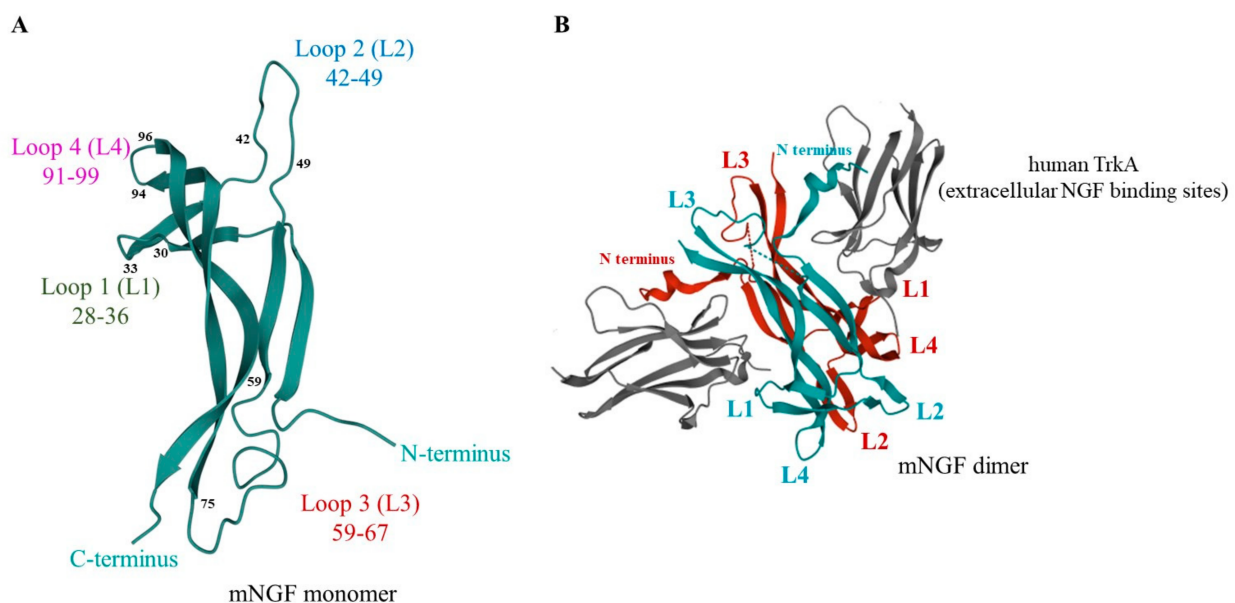 A
Loop 2 (L2)
42-49
Loop 4 (L4)
91-99
96
94
42
49
33
30
Loop 1 (L1)
28-36
59
N-terminus
75
Loop 3 (L3)
59-67
C-terminus
mNGF monomer
B
N terminus
L3
L3
human TrkA
(extracellular NGF binding sites)
N terminus
L1
L4
L1
L2
L2
L4
mNGF dimer